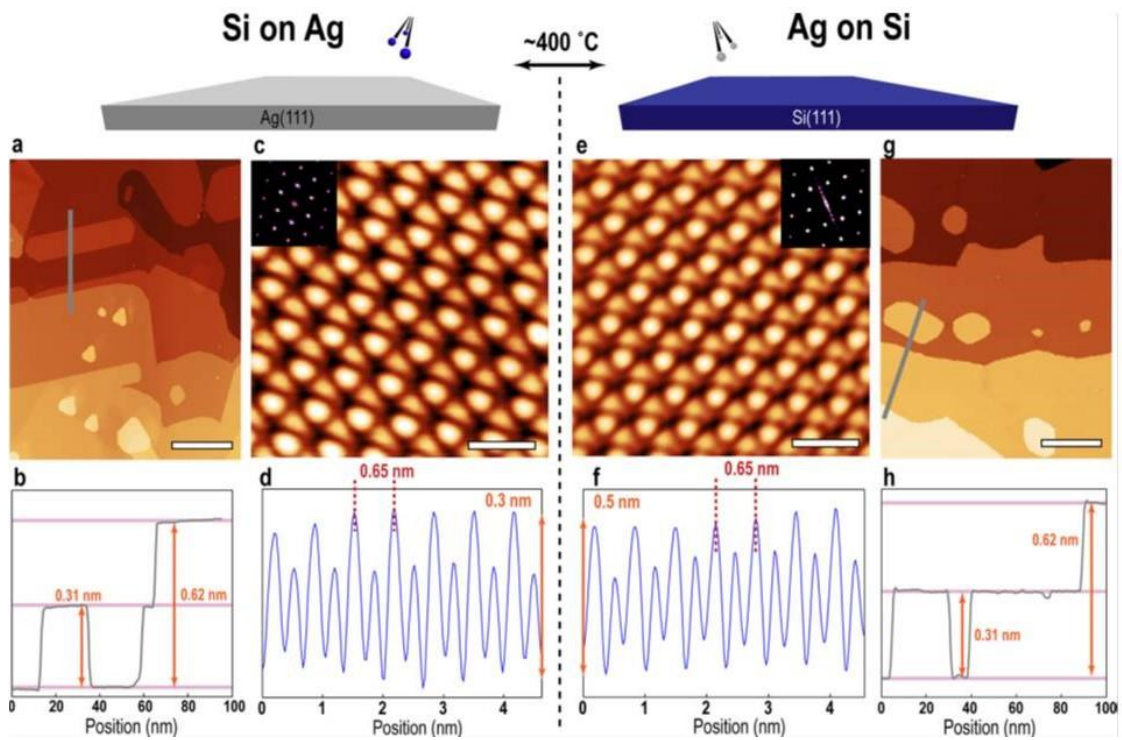 Si on Ag
~400 ˚C
Ag on Si
Ag(111)
Si(111)
a
c
e
g
b
d
f
h
0.65 nm
0.3 nm
0.31 nm
0.62 nm
0.65 nm
0.5 nm
0.62 nm
0.31 nm
0 20 40 60 80 100
Position (nm)
0 1 2 3 4
Position (nm)
0 1 2 3 4
Position (nm)
0 20 40 60 80 100
Position (nm)